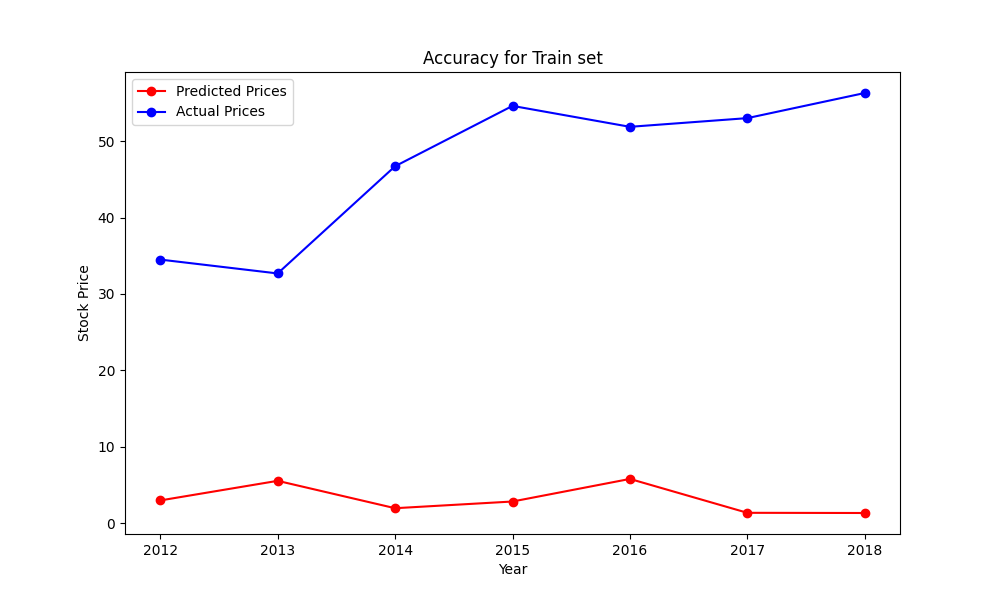 Accuracy for Train set
Predicted Prices
Actual Prices
Stock Price
50
40
30
20
10
0
2012 2013 2014 2015 2016 2017 2018
Year